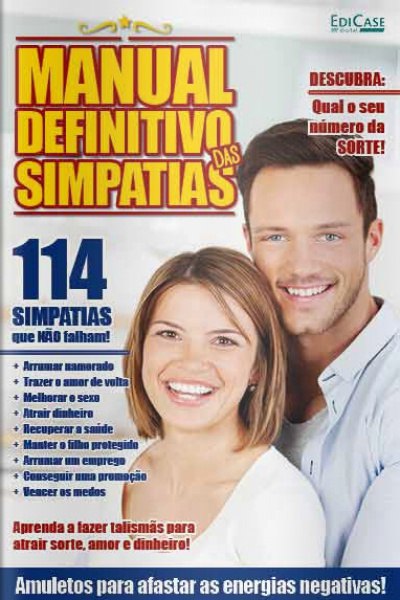 EDICASE
digital
MANUAL
DEFINITIVO
DAS
SIMPATIAS
DESCUBRA:
Qual o seu
número da
SORTE!
114
SIMPATIAS
que NÃO falham!
+ Arrumar namorado
+ Trazer o amor de volta
+ Melhorar o sexo
+ Atrair dinheiro
+ Recuperar a saúde
+ Manter o filho protegido
+ Arrumar um emprego
+ Conseguir uma promoção
+ Vencer os medos
Aprenda a fazer talismãs para
atrair sorte, amor e dinheiro!
Amuletos para afastar as energias negativas!